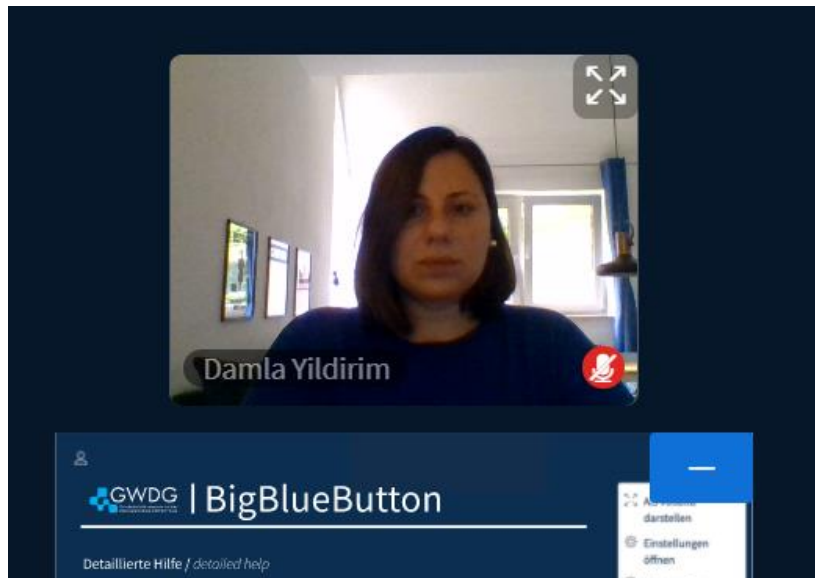 Damla Yildirim
GWDG | BigBlueButton
Detaillierte Hilfe / detailed help
darstellen
Einstellungen
öffnen